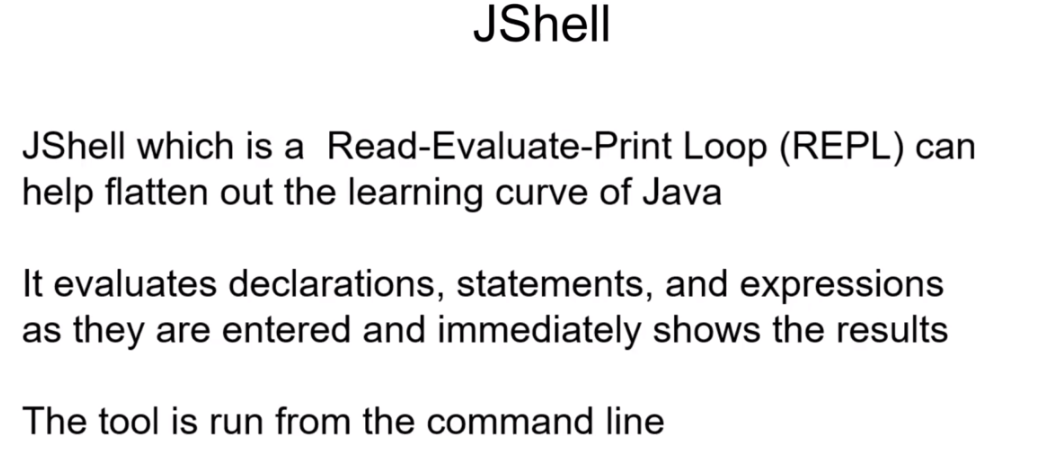 JShell
JShell which is a  Read-Evaluate-Print Loop (REPL) can
help flatten out the learning curve of Java
It evaluates declarations, statements, and expressions
as they are entered and immediately shows the results
The tool is run from the command line